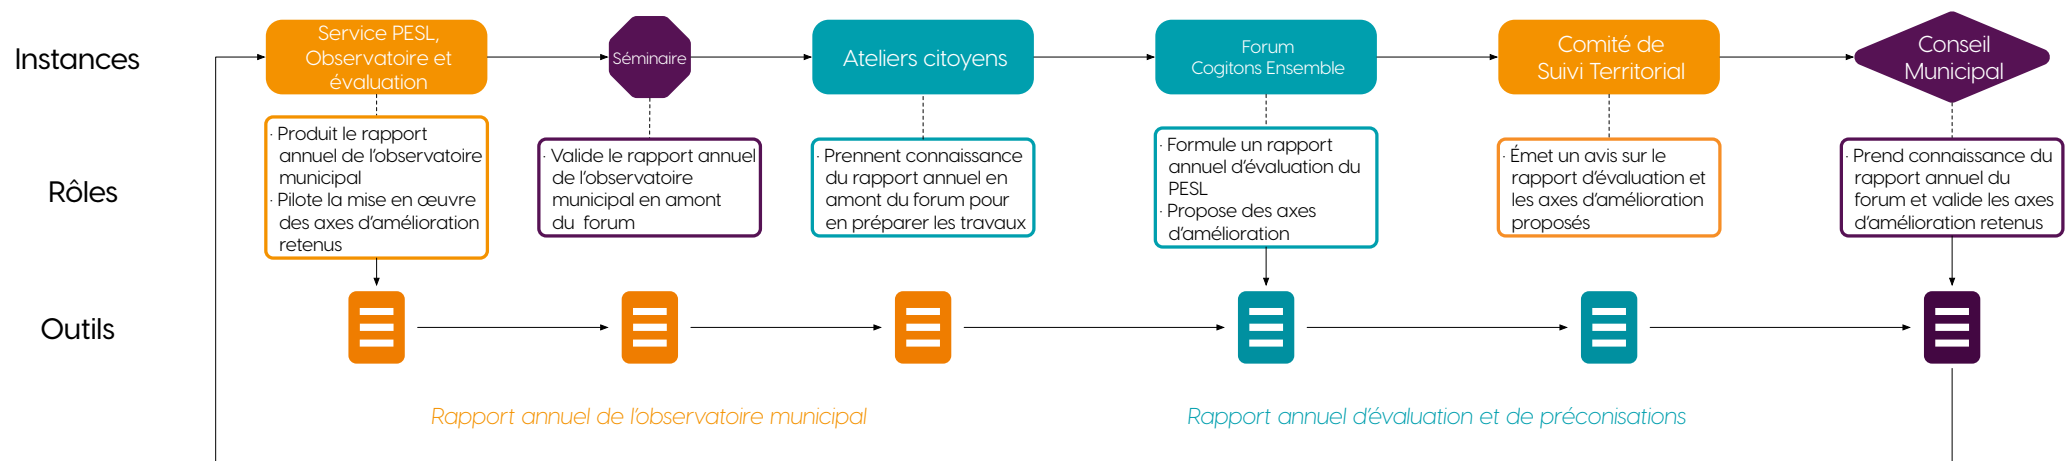 Instances
Service PESL,
Observatoire et
évaluation
Séminaire
Ateliers citoyens
Forum
Cogitons Ensemble
Comité de
Suivi Territorial
Conseil
Municipal
Rôles
· Produit le rapport
annuel de l'observatoire
municipal
· Pilote la mise en œuvre
des axes d'amélioration
retenus
· Valide le rapport annuel
de l'observatoire
municipal en amont
du forum
· Prennent connaissance
du rapport annuel en
amont du forum pour
en préparer les travaux
· Formule un rapport
annuel d'évaluation du
PESL
· Propose des axes
d'amélioration
· Émet un avis sur le
rapport d'évaluation et
les axes d'amélioration
proposés
· Prend connaissance du
rapport annuel du
forum et valide les axes
d'amélioration retenus
Outils
Rapport annuel de l'observatoire municipal
Rapport annuel d'évaluation et de préconisations